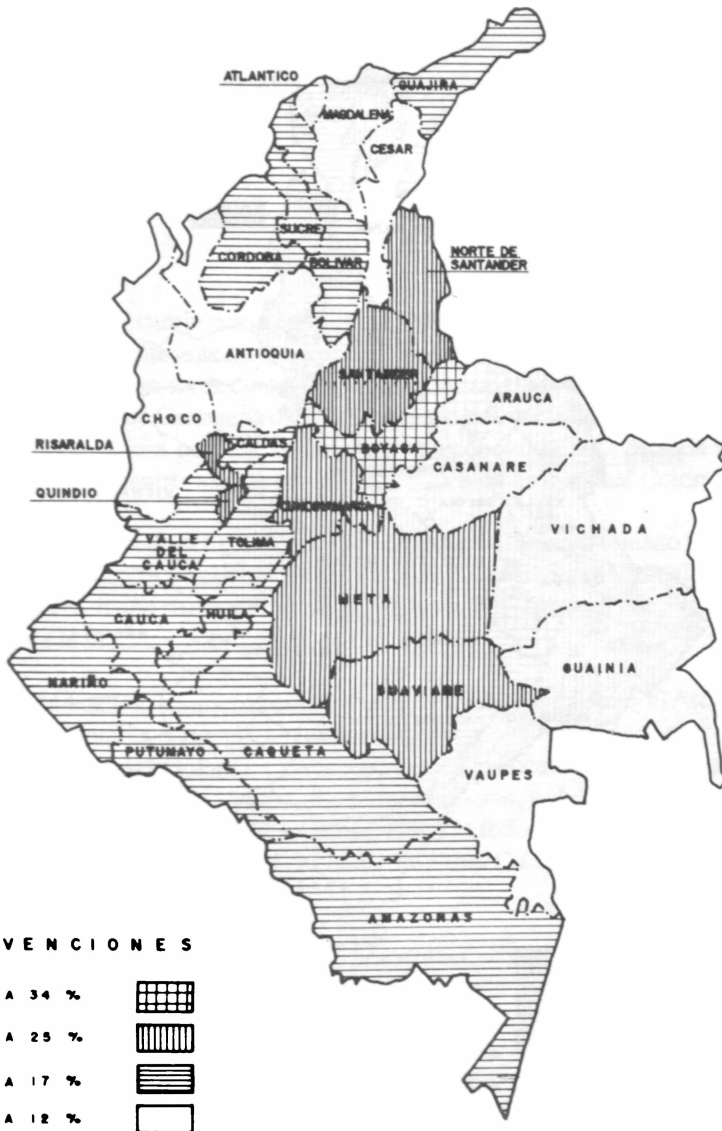 ATLANTICO
GUAJIRA
MAGDALENA
CESAR
SUCRE
CORDOBA
BOLIVAR
NORTE DE
SANTANDER
ANTIOQUIA
SANTANDER
ARAUCA
CHOCO
RISARALDA
CALDAS
BOYACA
CASANARE
QUINDIO
CUNDINAMARCA
VICHADA
VALLE
DEL
CAUCA
TOLIMA
META
CAUCA
HUILA
GUAINIA
NARIÑO
GUAVIARE
PUTUMAYO
CAQUETA
VAUPES
AMAZONAS
VENCIONES
A 34 %
A 25 %
A 17 %
A 12 %